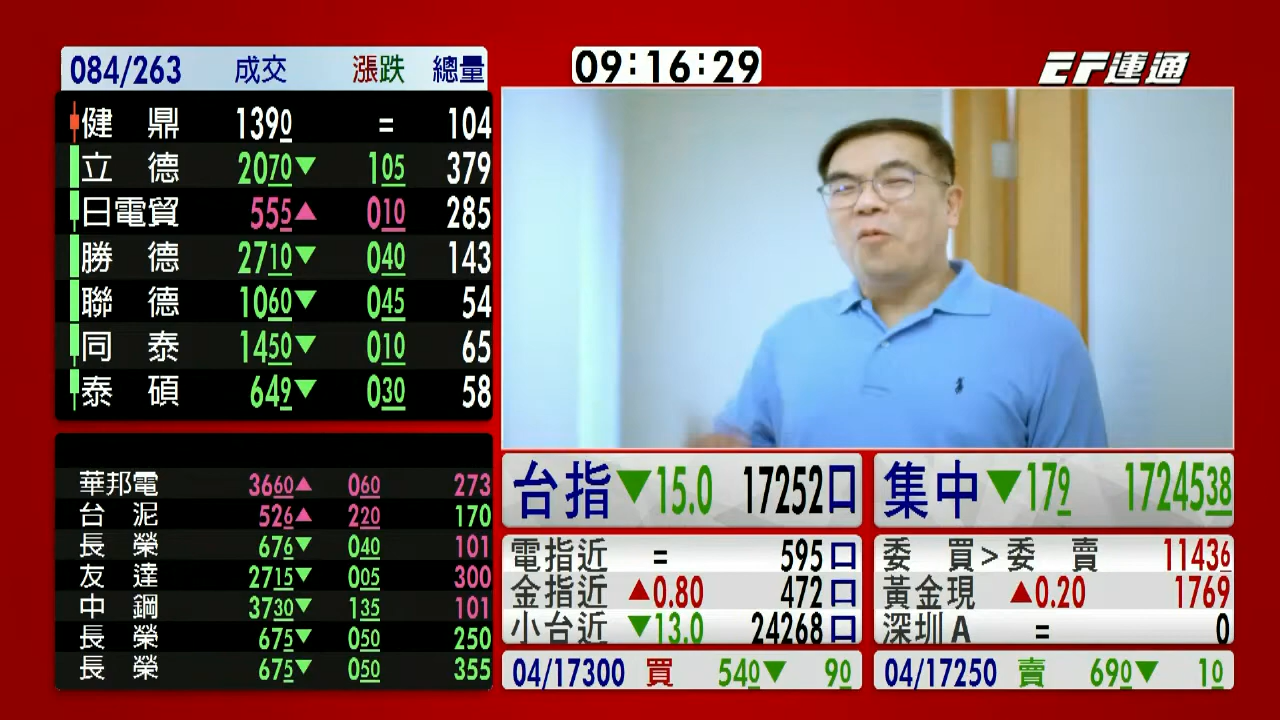 084/263 成交 漲跌 總量
健鼎 1390 = 104
立德 2070▼ 105 379
日電貿 555▲ 010 285
勝德 2710▼ 040 143
聯德 1060▼ 045 54
同泰 1450▼ 010 65
泰碩 649▼ 030 58
華邦電 3660▲ 060 273
台泥 526▲ 220 170
長榮 676▼ 040 101
友達 2715▼ 005 300
中鋼 3730▼ 135 101
長榮 675▼ 050 250
長榮 675▼ 050 355
09:16:29
EF運通
台指▼15.0 17252口
電指近 = 595口
金指近 ▲0.80 472口
小台近 ▼13.0 24268口
04/17300 買 540▼ 90
集中▼179 1724538
委買>委賣 11436
黃金現 ▲0.20 1769
深圳A = 0
04/17250 賣 690▼ 10